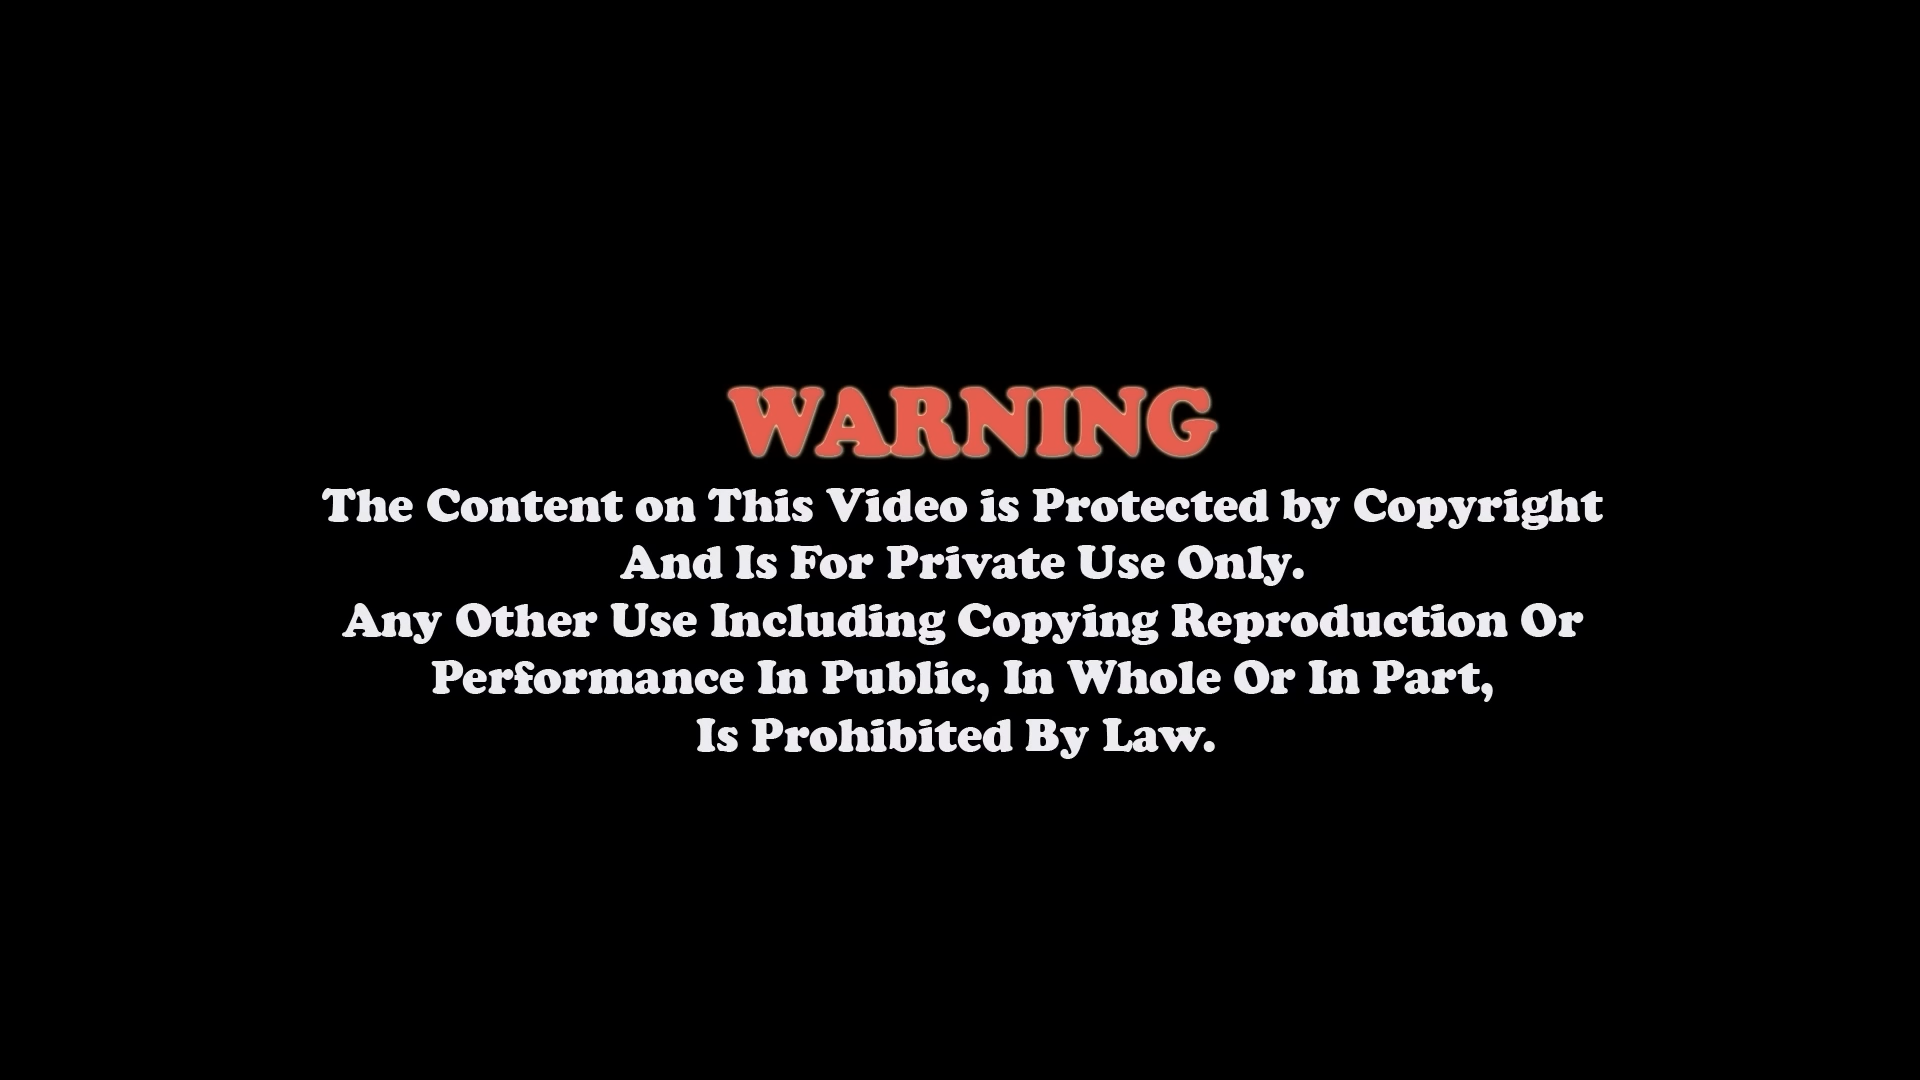 WARNING
The Content on This Video is Protected by Copyright
And Is For Private Use Only.
Any Other Use Including Copying Reproduction Or
Performance In Public, In Whole Or In Part,
Is Prohibited By Law.